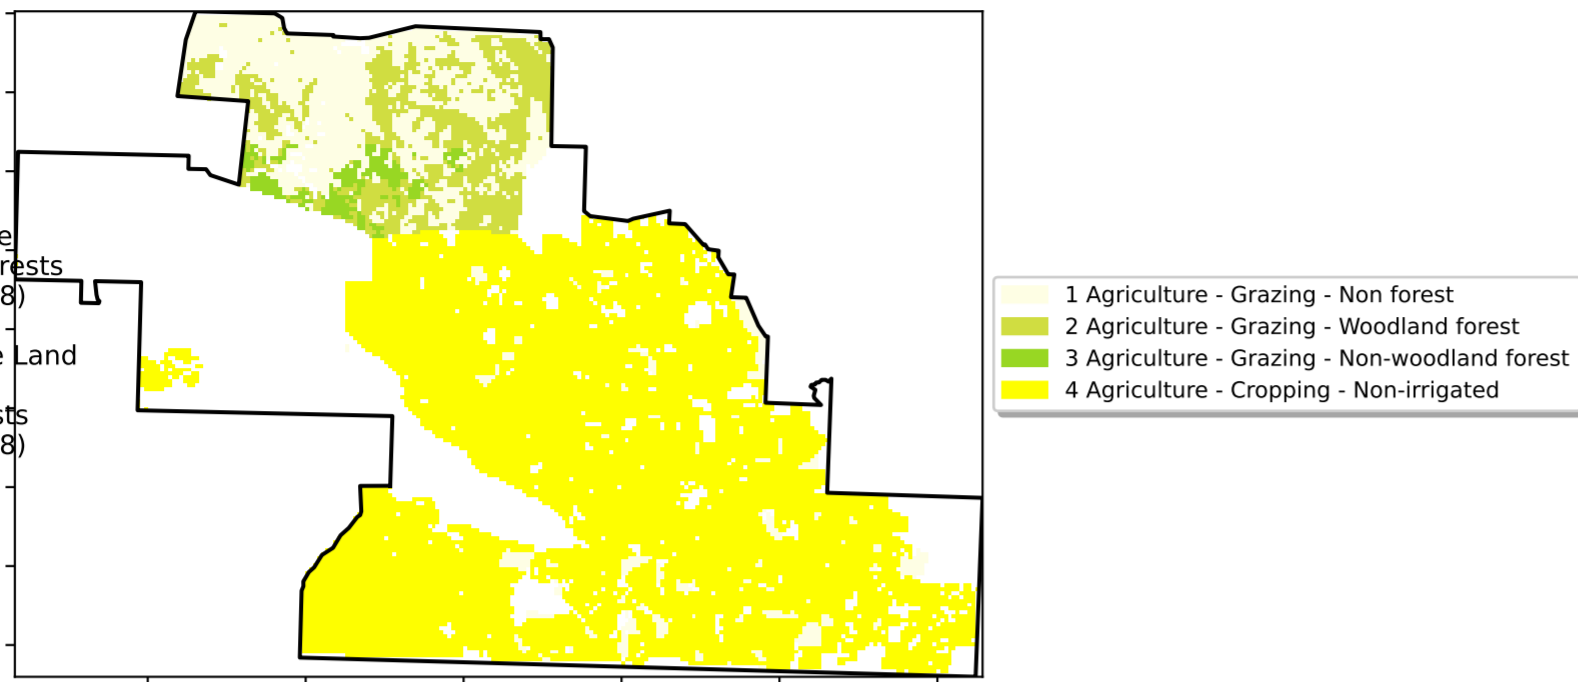 e
rests
8)
e Land
sts
8)
1 Agriculture - Grazing - Non forest
2 Agriculture - Grazing - Woodland forest
3 Agriculture - Grazing - Non-woodland forest
4 Agriculture - Cropping - Non-irrigated